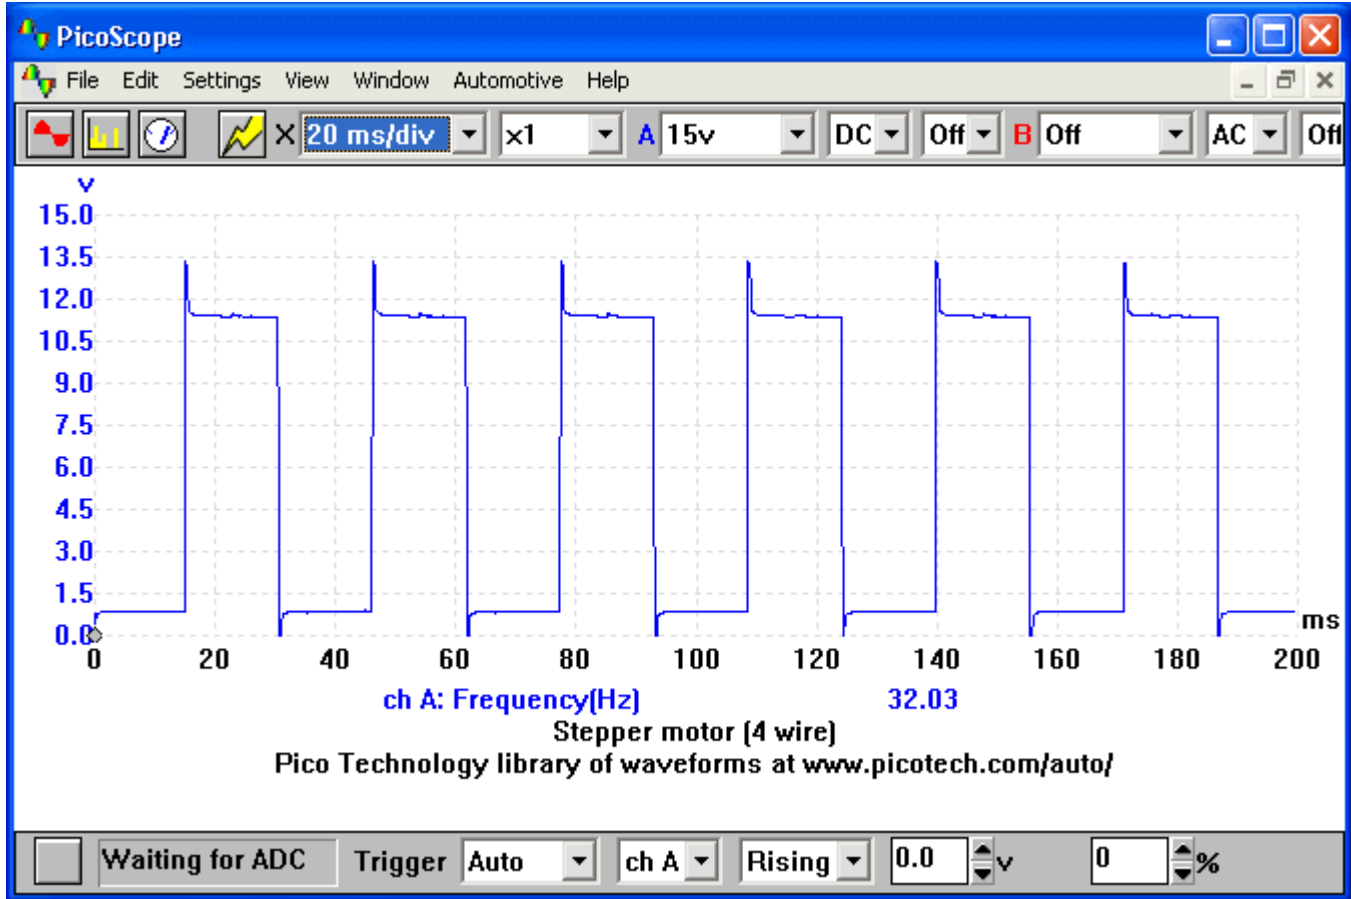 PicoScope
File Edit Settings View Window Automotive Help
X 20 ms/div x1 A 15v DC Off B Off AC Off
v
15.0
13.5
12.0
10.5
9.0
7.5
6.0
4.5
3.0
1.5
0.0
ms
0 20 40 60 80 100 120 140 160 180 200
ch A: Frequency(Hz) 32.03
Stepper motor (4 wire)
Pico Technology library of waveforms at www.picotech.com/auto/
Waiting for ADC Trigger Auto ch A Rising 0.0 v 0 %